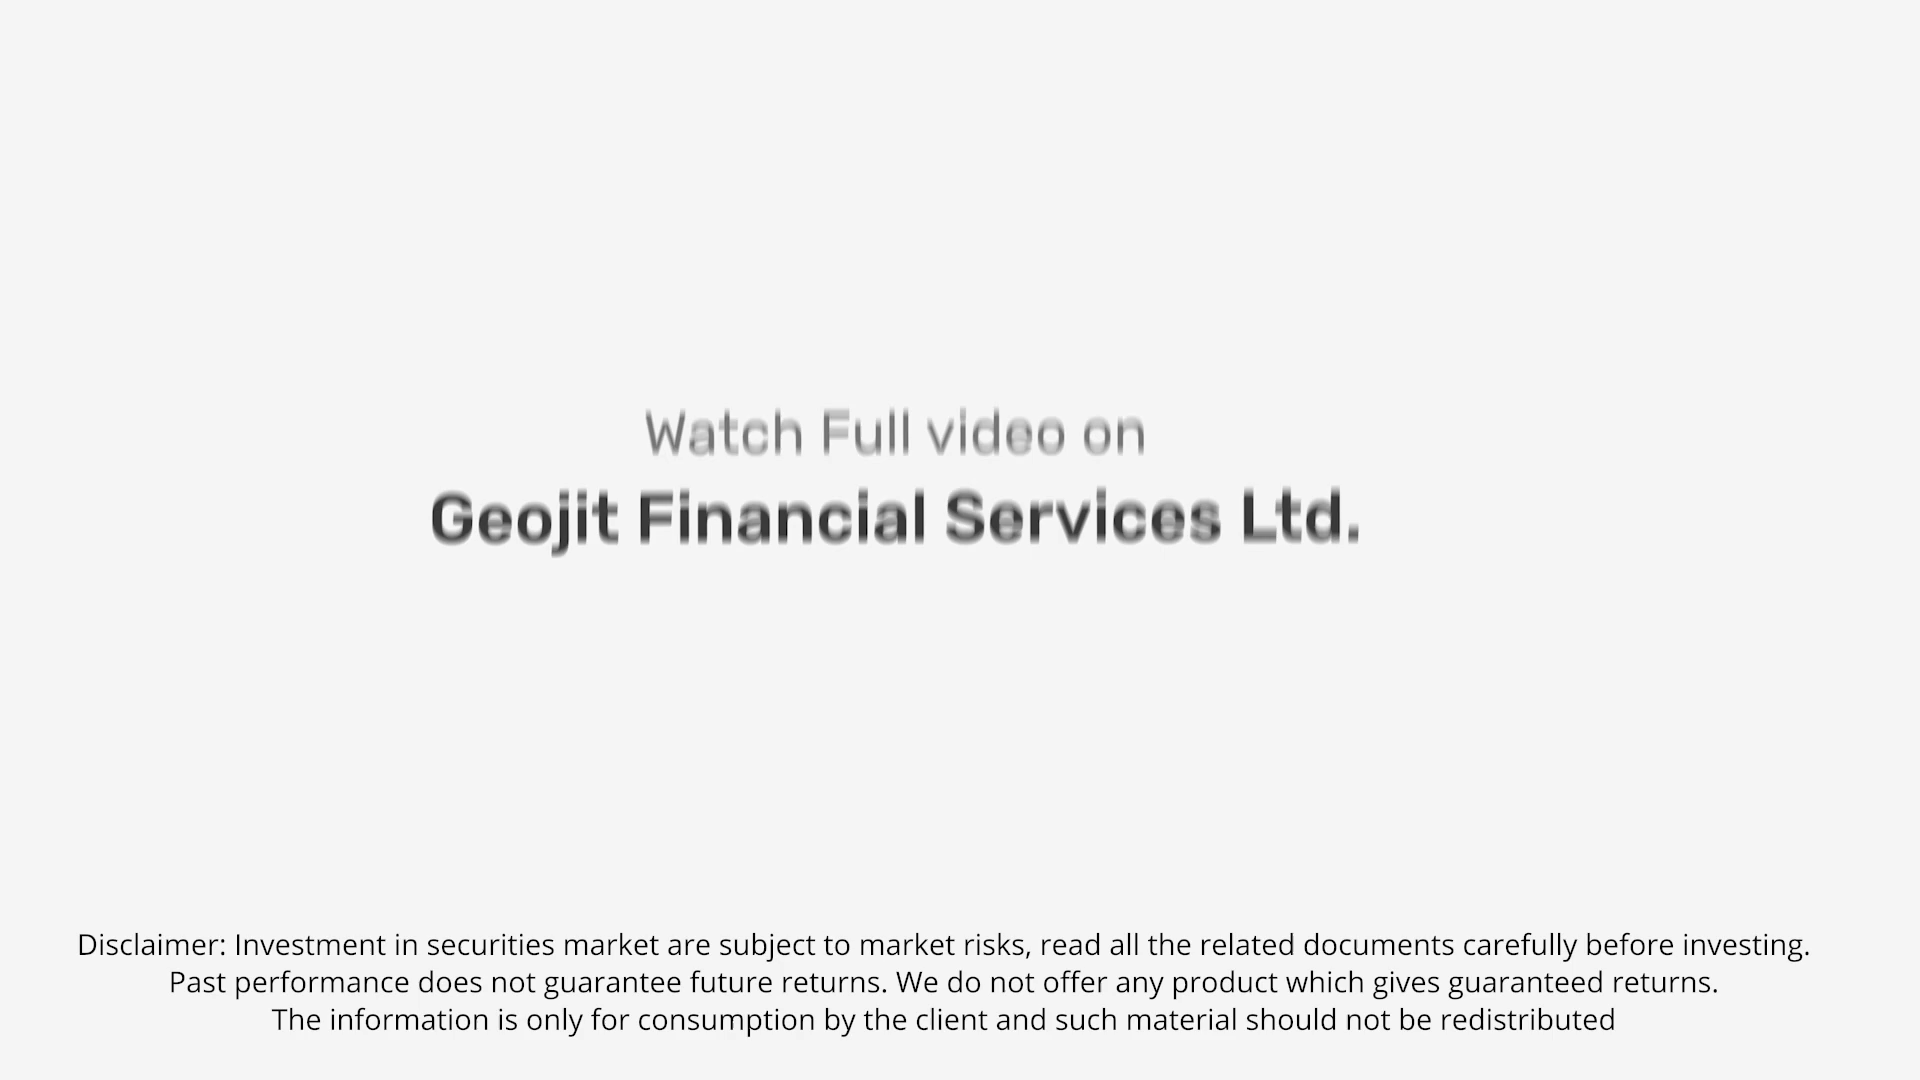 Watch Full video on
Geojit Financial Services Ltd.
Disclaimer: Investment in securities market are subject to market risks, read all the related documents carefully before investing.
Past performance does not guarantee future returns. We do not offer any product which gives guaranteed returns.
The information is only for consumption by the client and such material should not be redistributed